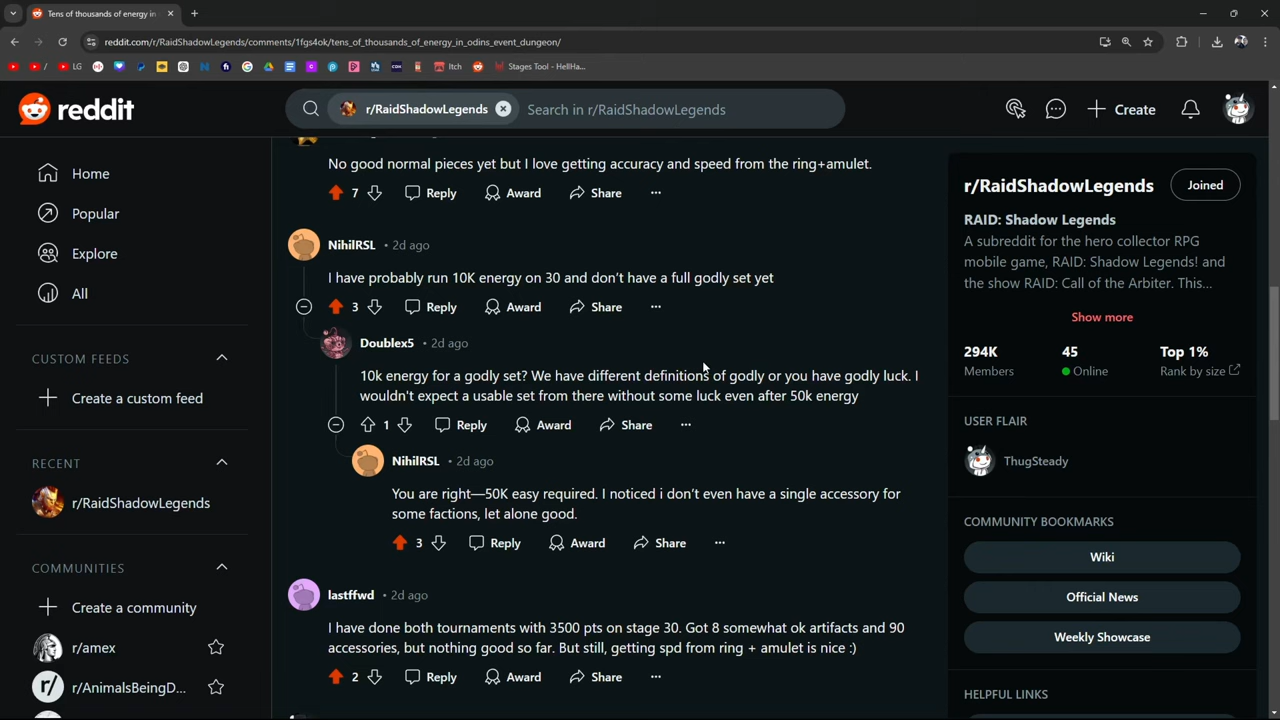 Tens of thousands of energy in
reddit.com/r/RaidShadowLegends/comments/1fgs4ok/tens_of_thousands_of_energy_in_odins_event_dungeon/
/ LG Itch Stages Tool - HellHa...
reddit
r/RaidShadowLegends
Search in r/RaidShadowLegends
Create
Home
Popular
Explore
All
CUSTOM FEEDS
Create a custom feed
RECENT
r/RaidShadowLegends
COMMUNITIES
Create a community
r/amex
r/AnimalsBeingD...
No good normal pieces yet but I love getting accuracy and speed from the ring+amulet.
7 Reply Award Share
NihilRSL • 2d ago
I have probably run 10K energy on 30 and don’t have a full godly set yet
3 Reply Award Share
Doublex5 • 2d ago
10k energy for a godly set? We have different definitions of godly or you have godly luck. I
wouldn't expect a usable set from there without some luck even after 50k energy
1 Reply Award Share
NihilRSL • 2d ago
You are right—50K easy required. I noticed i don’t even have a single accessory for
some factions, let alone good.
3 Reply Award Share
lastffwd • 2d ago
I have done both tournaments with 3500 pts on stage 30. Got 8 somewhat ok artifacts and 90
accessories, but nothing good so far. But still, getting spd from ring + amulet is nice :)
2 Reply Award Share
r/RaidShadowLegends
Joined
RAID: Shadow Legends
A subreddit for the hero collector RPG
mobile game, RAID: Shadow Legends! and
the show RAID: Call of the Arbiter. This...
Show more
294K 45 Top 1%
Members Online Rank by size
USER FLAIR
ThugSteady
COMMUNITY BOOKMARKS
Wiki
Official News
Weekly Showcase
HELPFUL LINKS